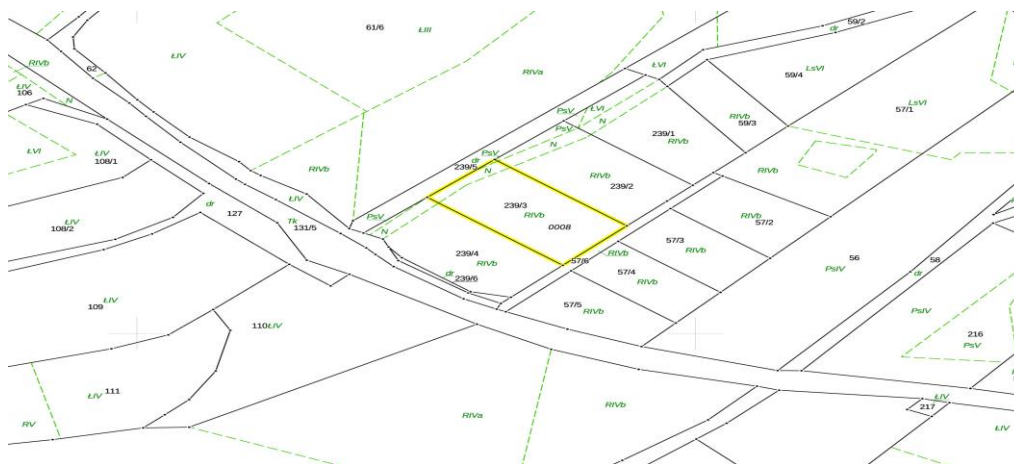 59/2
dr
61/6
ŁIII
ŁIV
RIVb
62
ŁVI
59/4
LsVI
RIVa
ŁIV
106
N
PsV
ŁVI
57/1
LsVI
RIVb
59/3
PsV
N
239/1
RIVb
N
ŁVI
ŁIV
108/1
RIVb
PsV
dr
239/5
N
RIVb
239/2
RIVb
ŁIV
239/3
RIVb
0008
dr
127
PsV
N
Tk
131/5
RIVb
57/2
ŁIV
108/2
239/4
RIVb
57/3
RIVb
RIVb
57/6
57/4
RIVb
56
PsIV
58
dr
dr
239/6
57/5
RIVb
109
ŁIV
PsIV
110
ŁIV
216
PsV
ŁIV
111
ŁIV
217
RIVa
RIVb
RV
ŁIV